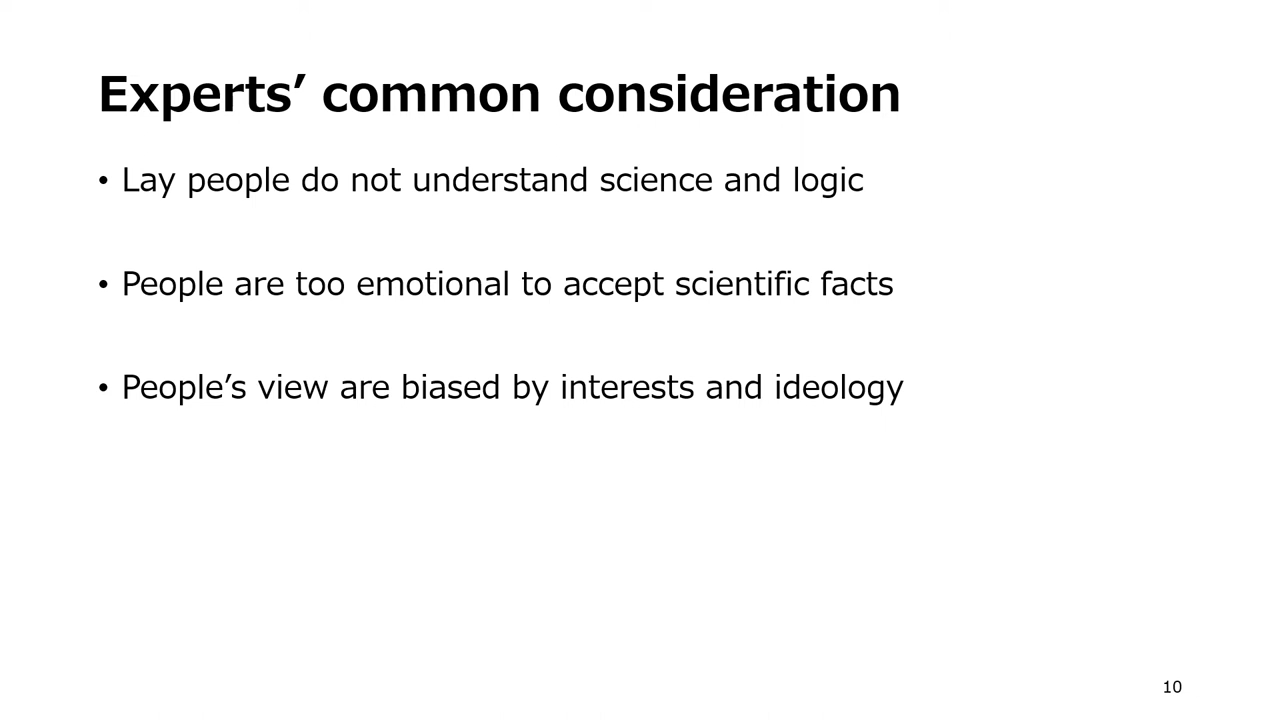 Experts’ common consideration
• Lay people do not understand science and logic
• People are too emotional to accept scientific facts
• People’s view are biased by interests and ideology
10